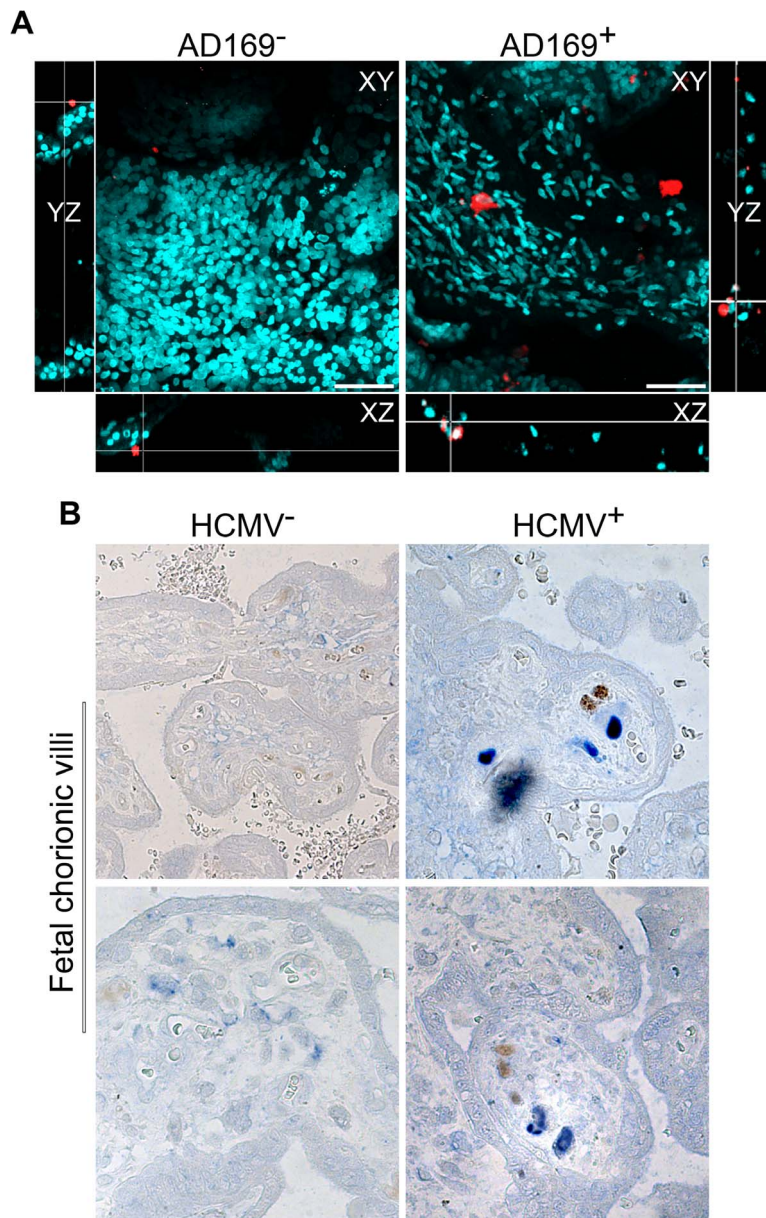 A
AD169⁻ AD169⁺
XY XY
YZ YZ
XZ XZ
B
HCMV⁻ HCMV⁺
Fetal chorionic villi